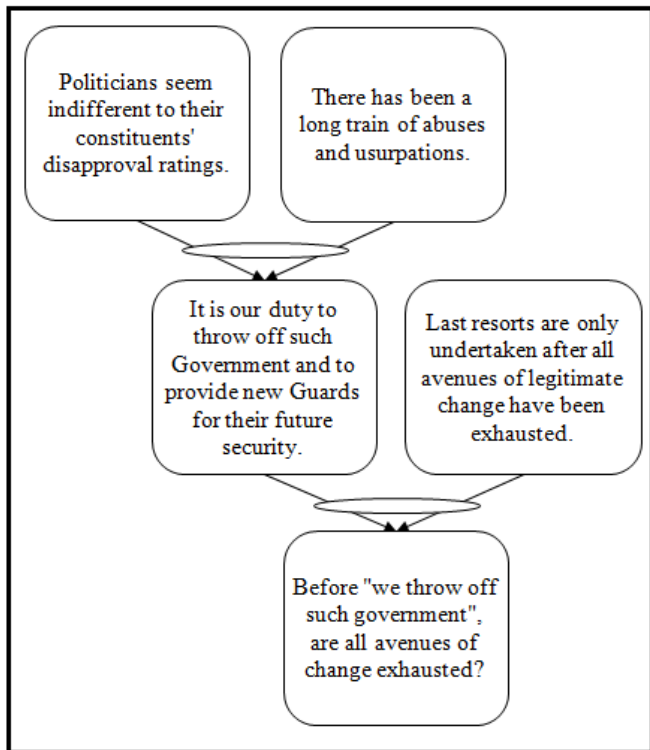 Politicians seem
indifferent to their
constituents'
disapproval ratings.
There has been a
long train of abuses
and usurpations.
It is our duty to
throw off such
Government and to
provide new Guards
for their future
security.
Last resorts are only
undertaken after all
avenues of legitimate
change have been
exhausted.
Before "we throw off
such government",
are all avenues of
change exhausted?